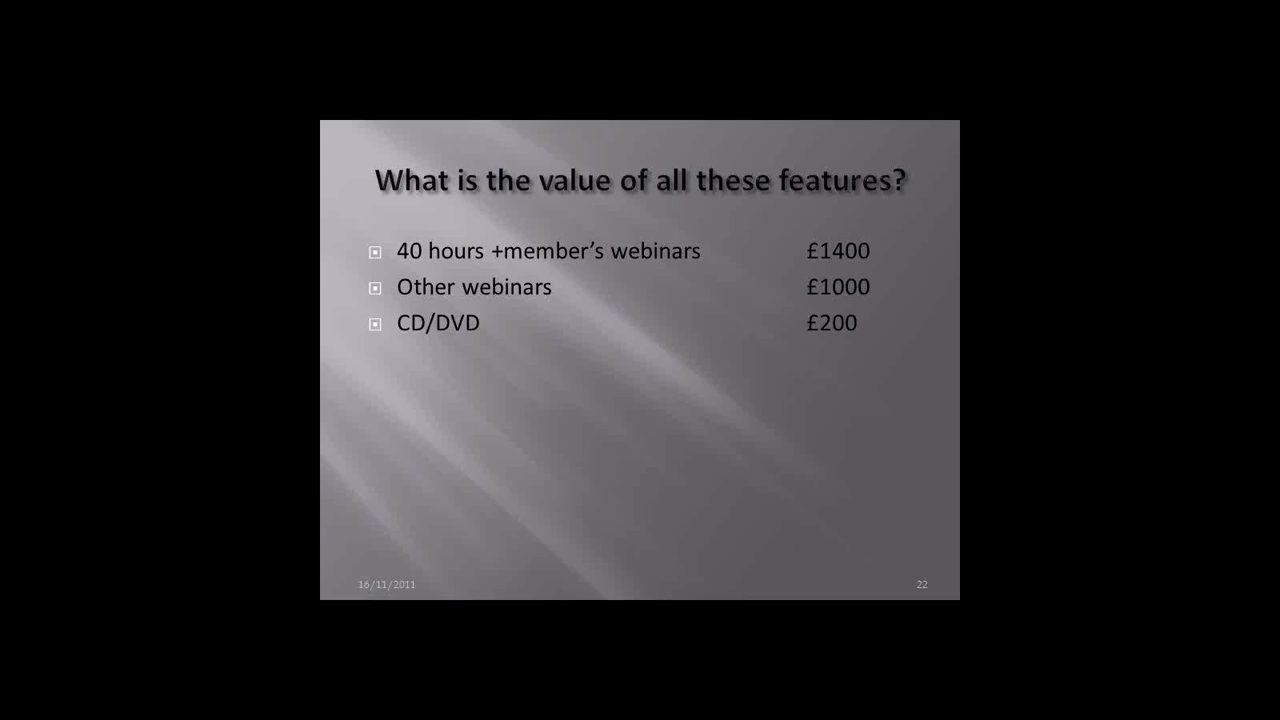 What is the value of all these features?
40 hours +member’s webinars £1400
Other webinars £1000
CD/DVD £200
16/11/2011 22